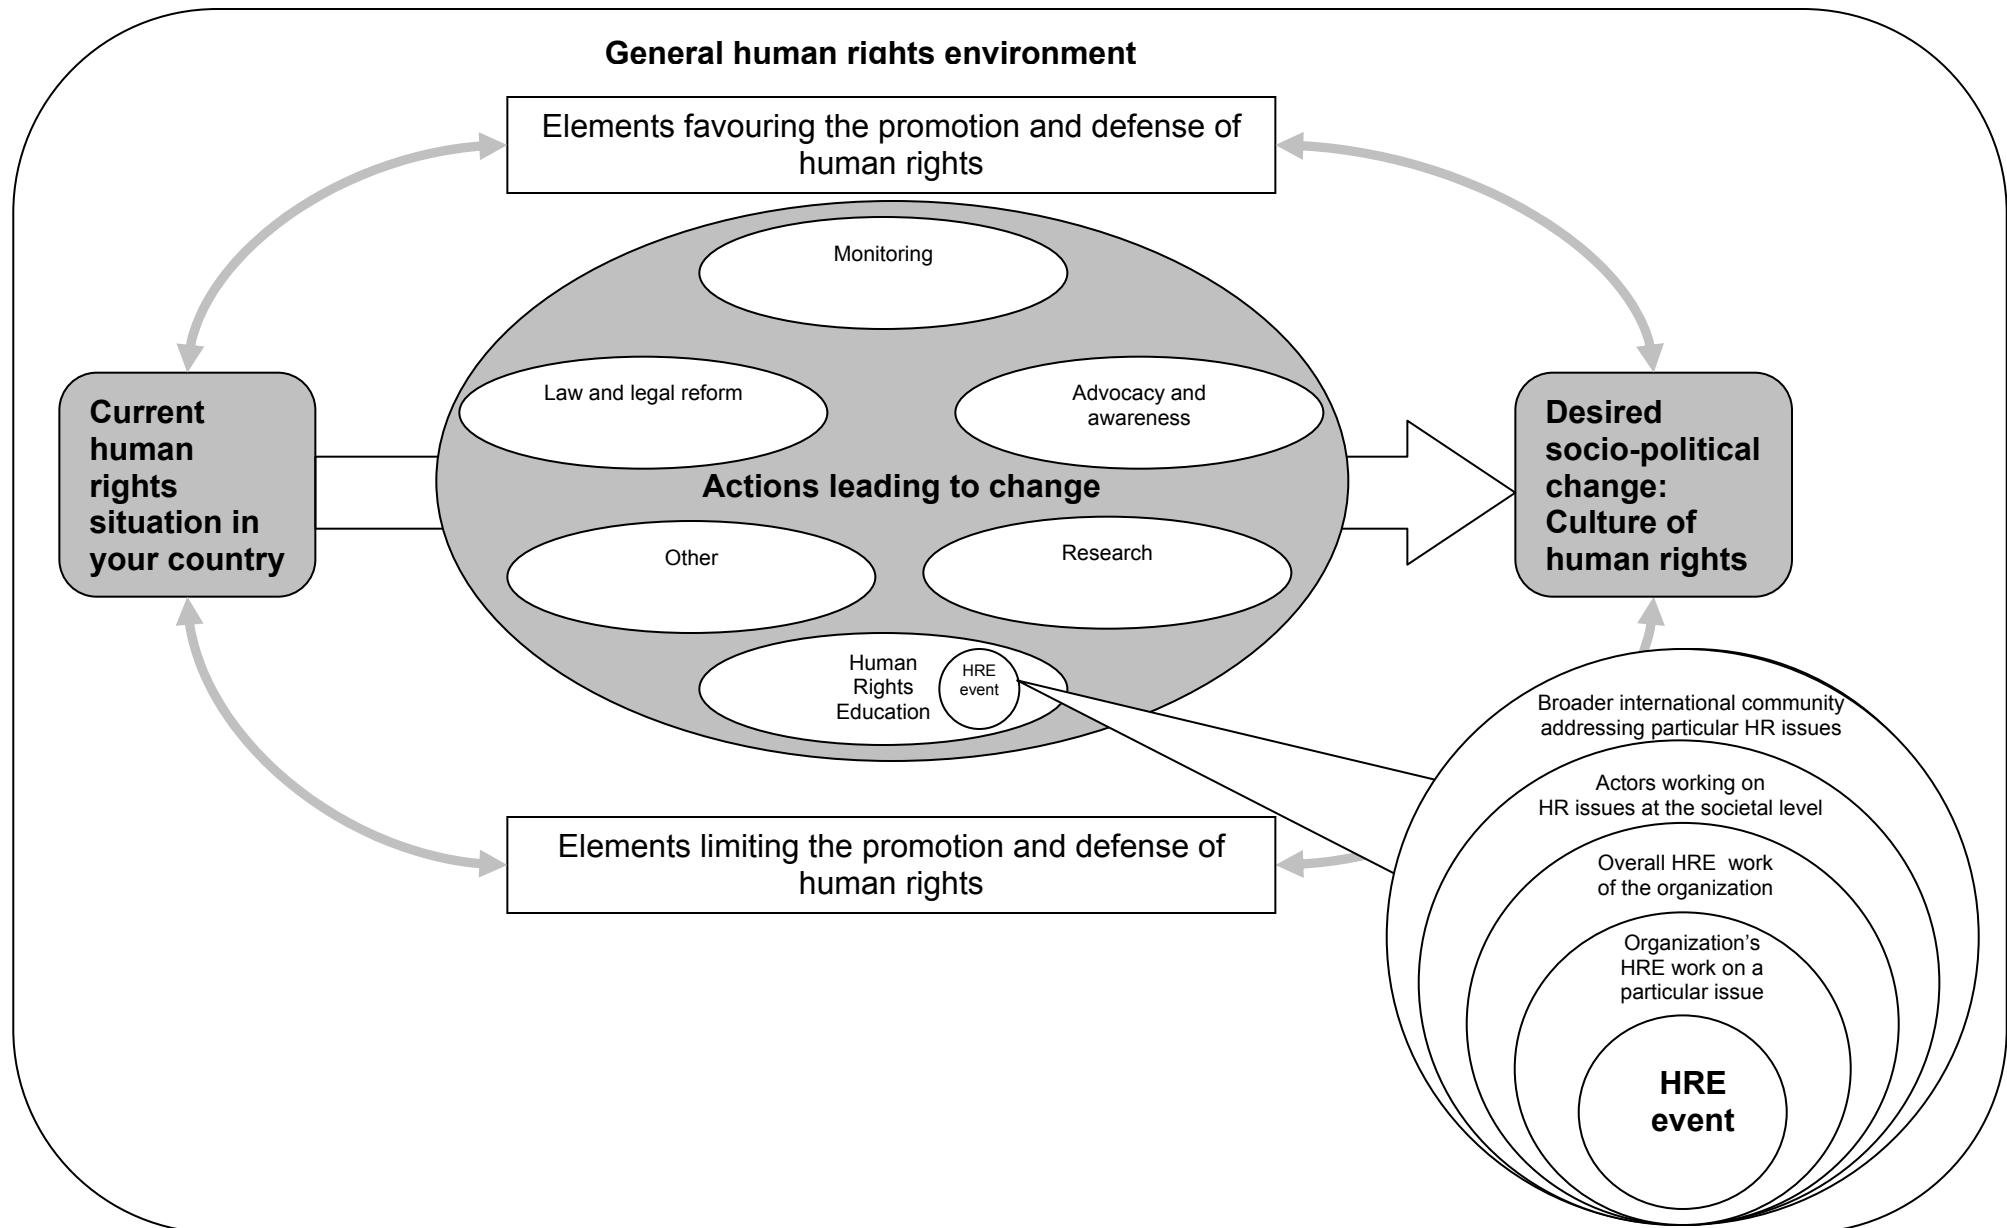 General human rights environment
Elements favouring the promotion and defense of
human rights
Monitoring
Law and legal reform
Advocacy and
awareness
Current
human
rights
situation in
your country
Actions leading to change
Desired
socio-political
change:
Culture of
human rights
Other
Research
Human
Rights
Education
HRE
event
Elements limiting the promotion and defense of
human rights
Broader international community
addressing particular HR issues
Actors working on
HR issues at the societal level
Overall HRE work
of the organization
Organization’s
HRE work on a
particular issue
HRE
event